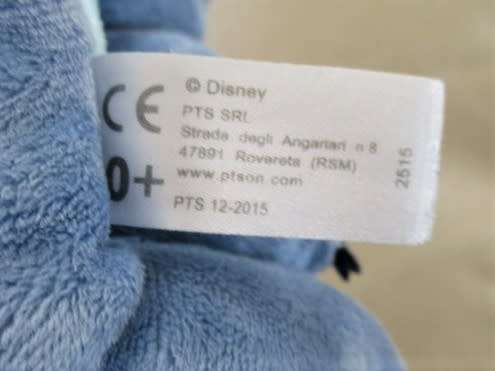 CE
0+
© Disney
PTS SRL
Strada degli Angariari n 8
47891 Rovereta (RSM)
www.ptson.com
PTS 12-2015
2515